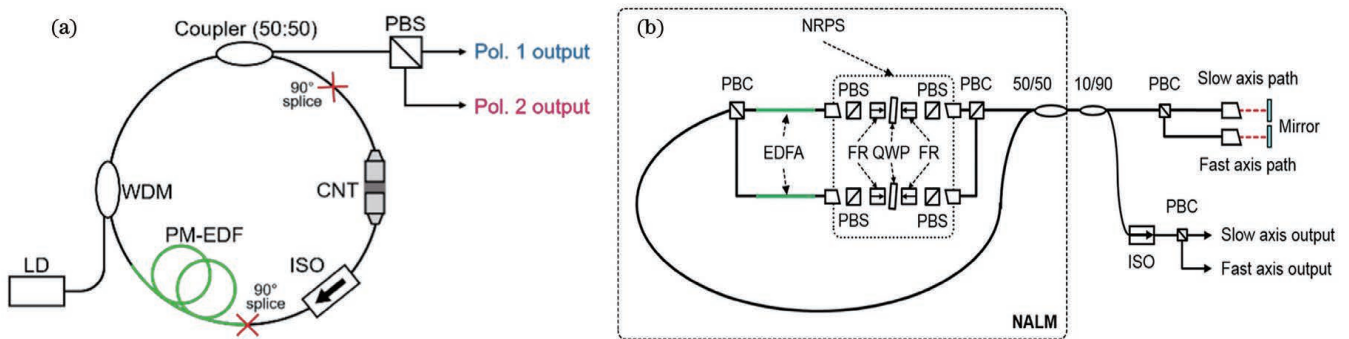 (a)
Coupler (50:50)
PBS
Pol. 1 output
90°
splice
Pol. 2 output
WDM
CNT
PM-EDF
LD
90°
splice
ISO
(b)
NRPS
PBC
PBS
PBS
PBC
50/50
10/90
PBC
Slow axis path
EDFA
FR
QWP
FR
Mirror
Fast axis path
PBS
PBS
PBC
Slow axis output
ISO
Fast axis output
NALM